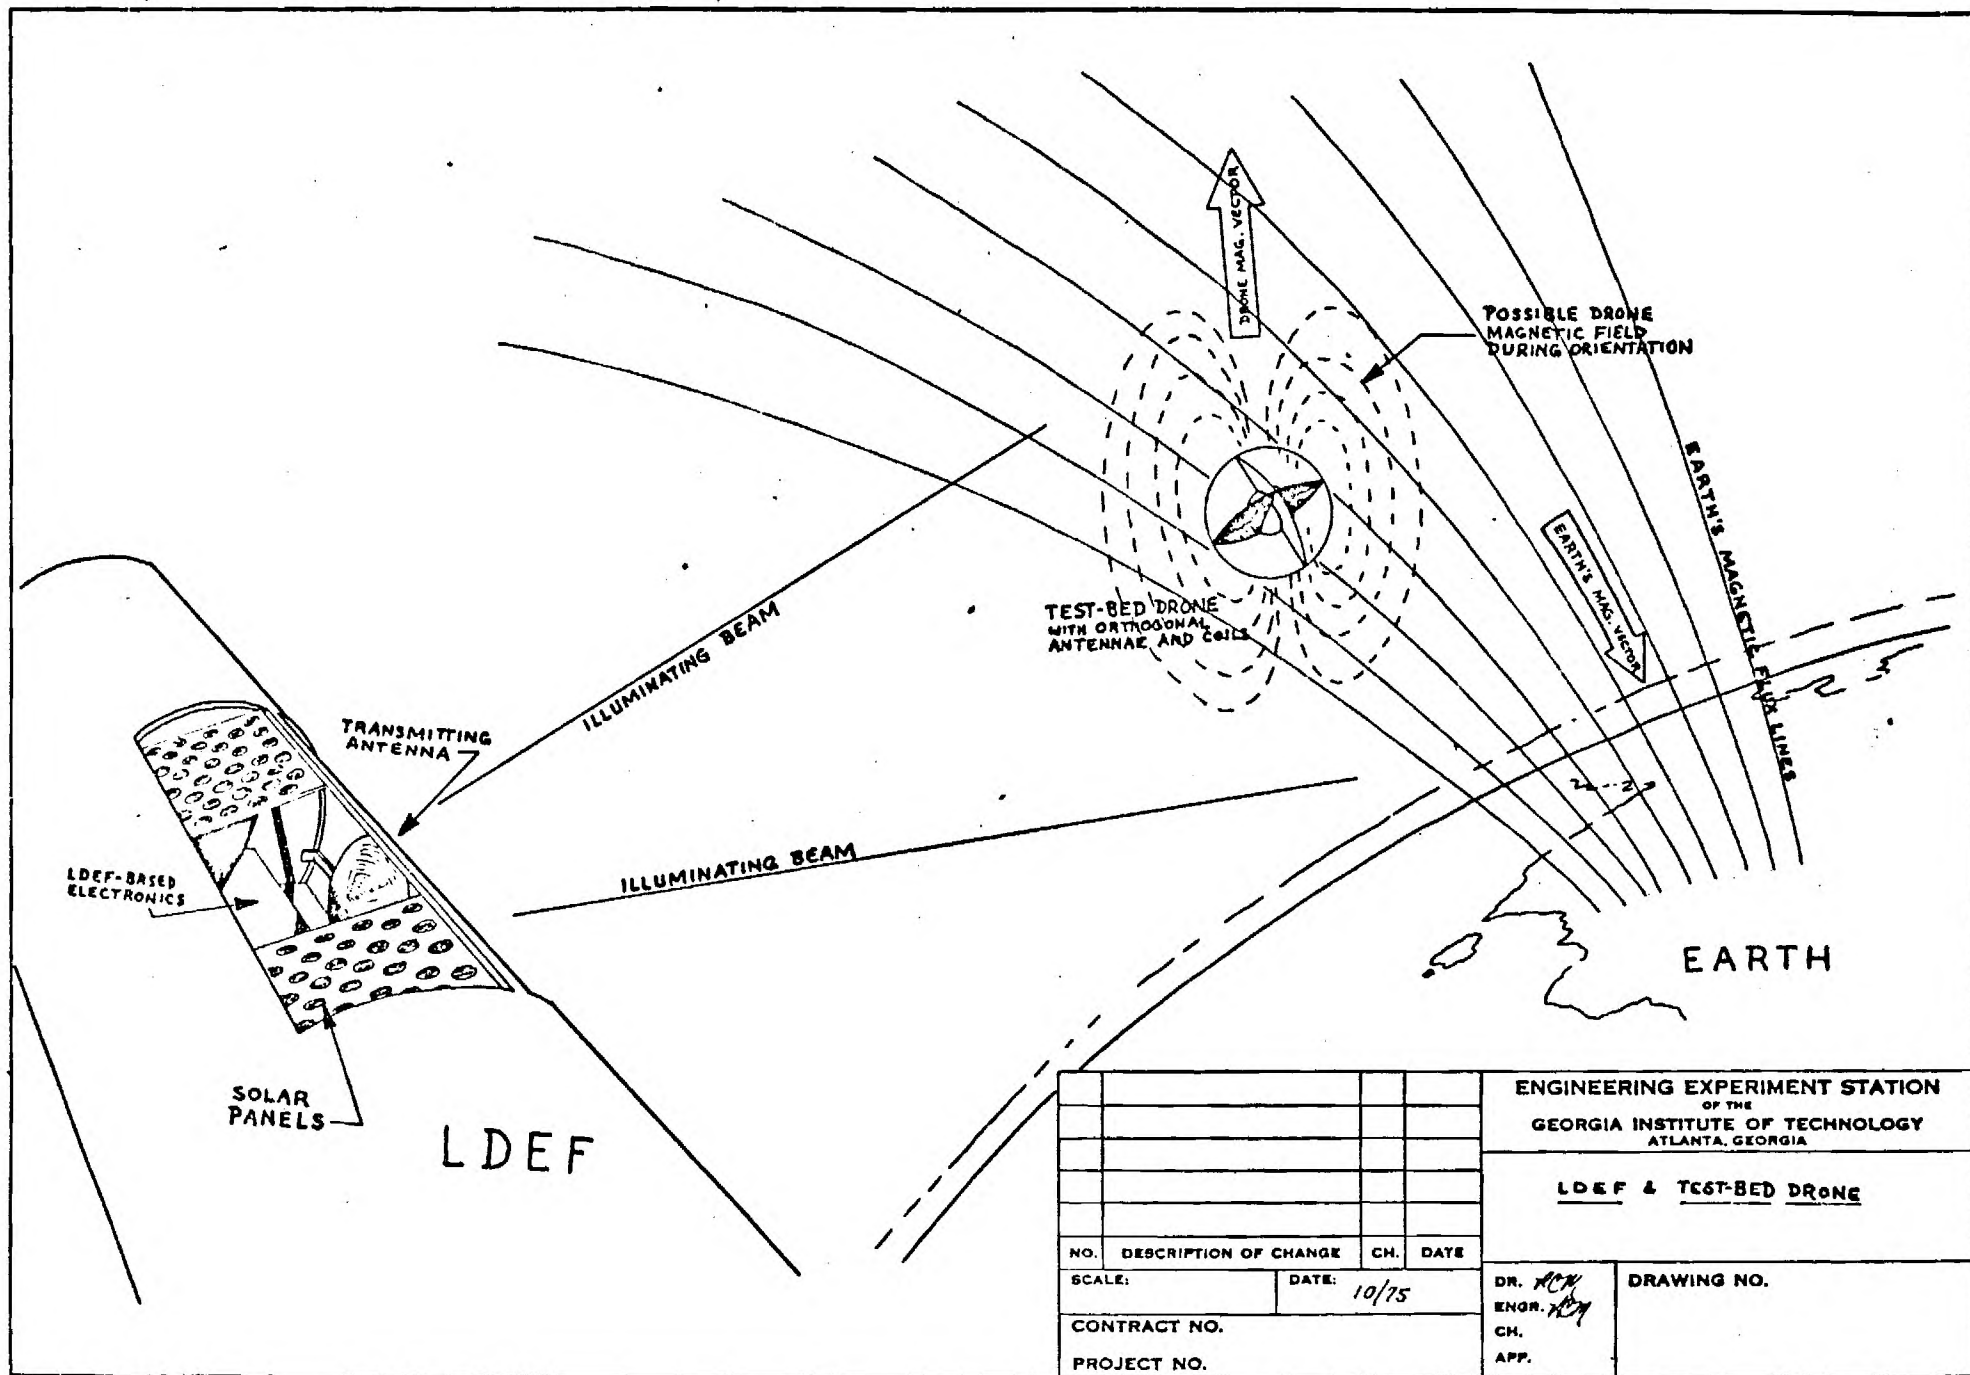 DRONE MAG. VECTOR
POSSIBLE DRONE
MAGNETIC FIELD
DURING ORIENTATION
EARTH'S MAGNETIC FLUX LINES
EARTH'S MAG. VECTOR
TEST-BED DRONE
WITH ORTHOGONAL
ANTENNAE AND COILS
ILLUMINATING BEAM
TRANSMITTING
ANTENNA
ILLUMINATING BEAM
LDEF-BASED
ELECTRONICS
SOLAR
PANELS
LDEF
EARTH
ENGINEERING EXPERIMENT STATION
OF THE
GEORGIA INSTITUTE OF TECHNOLOGY
ATLANTA, GEORGIA
LDEF & TEST-BED DRONE
NO. DESCRIPTION OF CHANGE CH. DATE
SCALE: DATE: 10/75
CONTRACT NO.
PROJECT NO.
DR.
ENGR.
CH.
APP.
DRAWING NO.